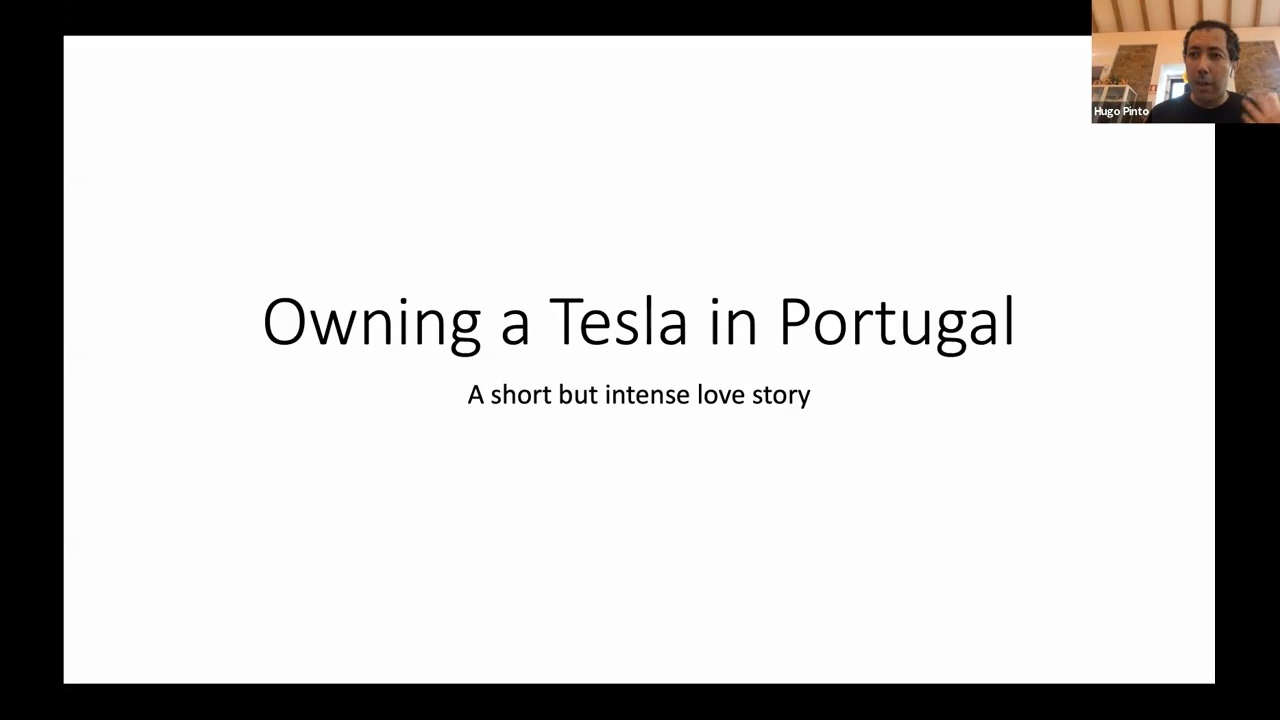 Hugo Pinto
Owning a Tesla in Portugal
A short but intense love story